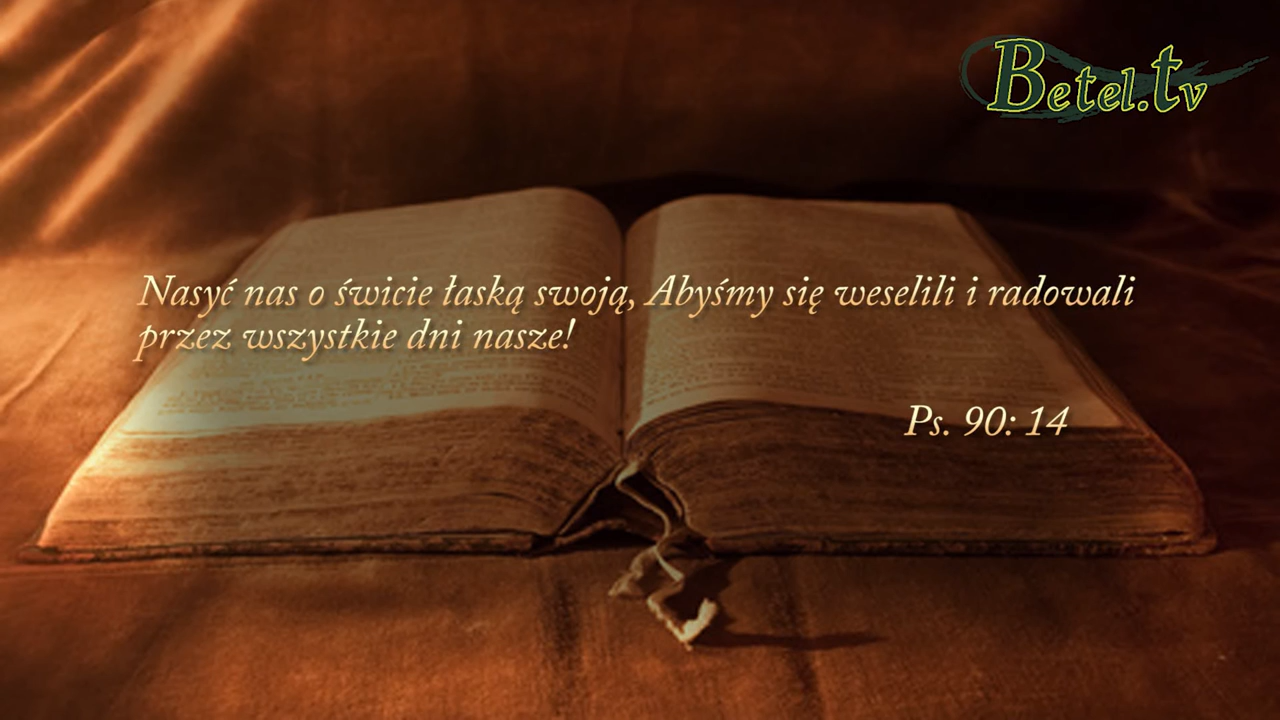 Betel.tv
Nasyć nas o świcie łaską swoją, Abyśmy się weselili i radowali
przez wszystkie dni nasze!
Ps. 90: 14